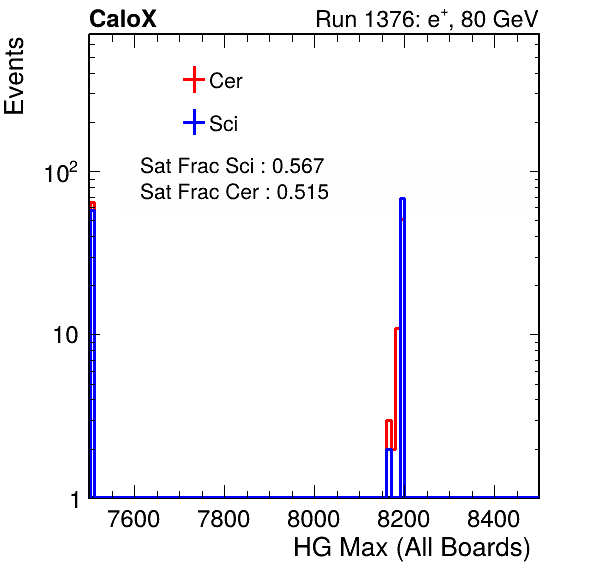 CaloX
Run 1376: e+, 80 GeV
Events
Cer
Sci
Sat Frac Sci : 0.567
Sat Frac Cer : 0.515
10²
10
1
7600 7800 8000 8200 8400
HG Max (All Boards)